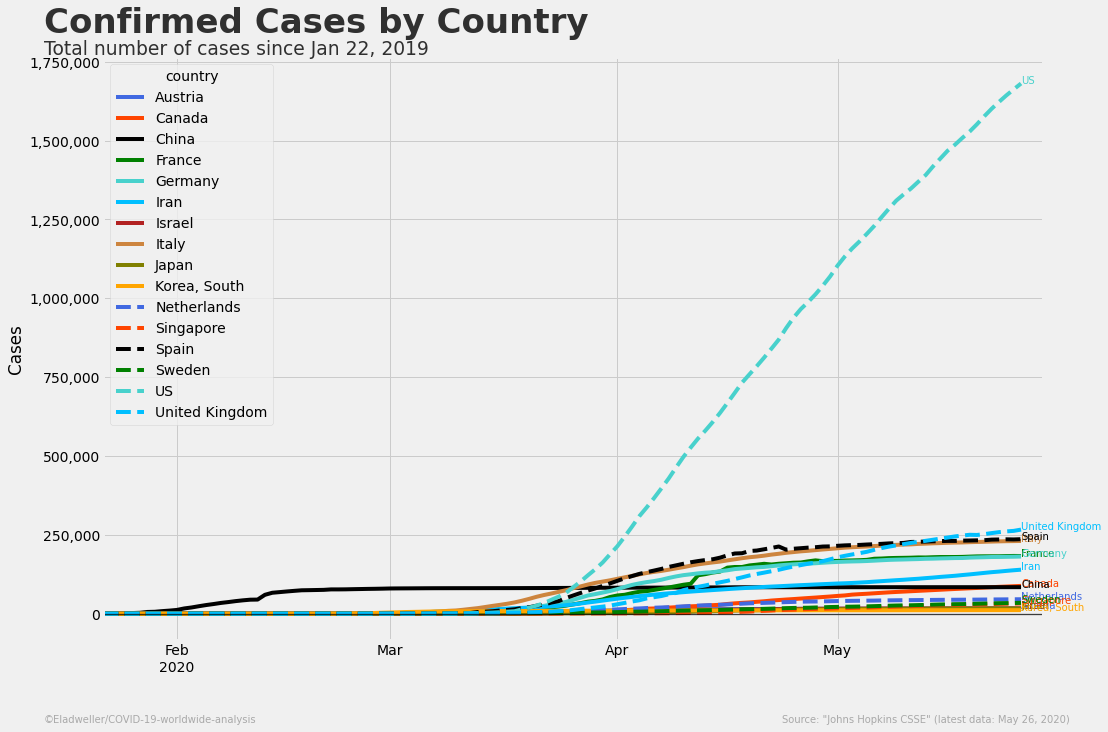 Confirmed Cases by Country
Total number of cases since Jan 22, 2019
1,750,000
1,500,000
1,250,000
1,000,000
750,000
500,000
250,000
0
Cases
country
Austria
Canada
China
France
Germany
Iran
Israel
Italy
Japan
Korea, South
Netherlands
Singapore
Spain
Sweden
US
United Kingdom
US
United Kingdom
Spain
Iran
China
Netherlands
Feb
2020
Mar
Apr
May
©Eladweller/COVID-19-worldwide-analysis
Source: "Johns Hopkins CSSE" (latest data: May 26, 2020)